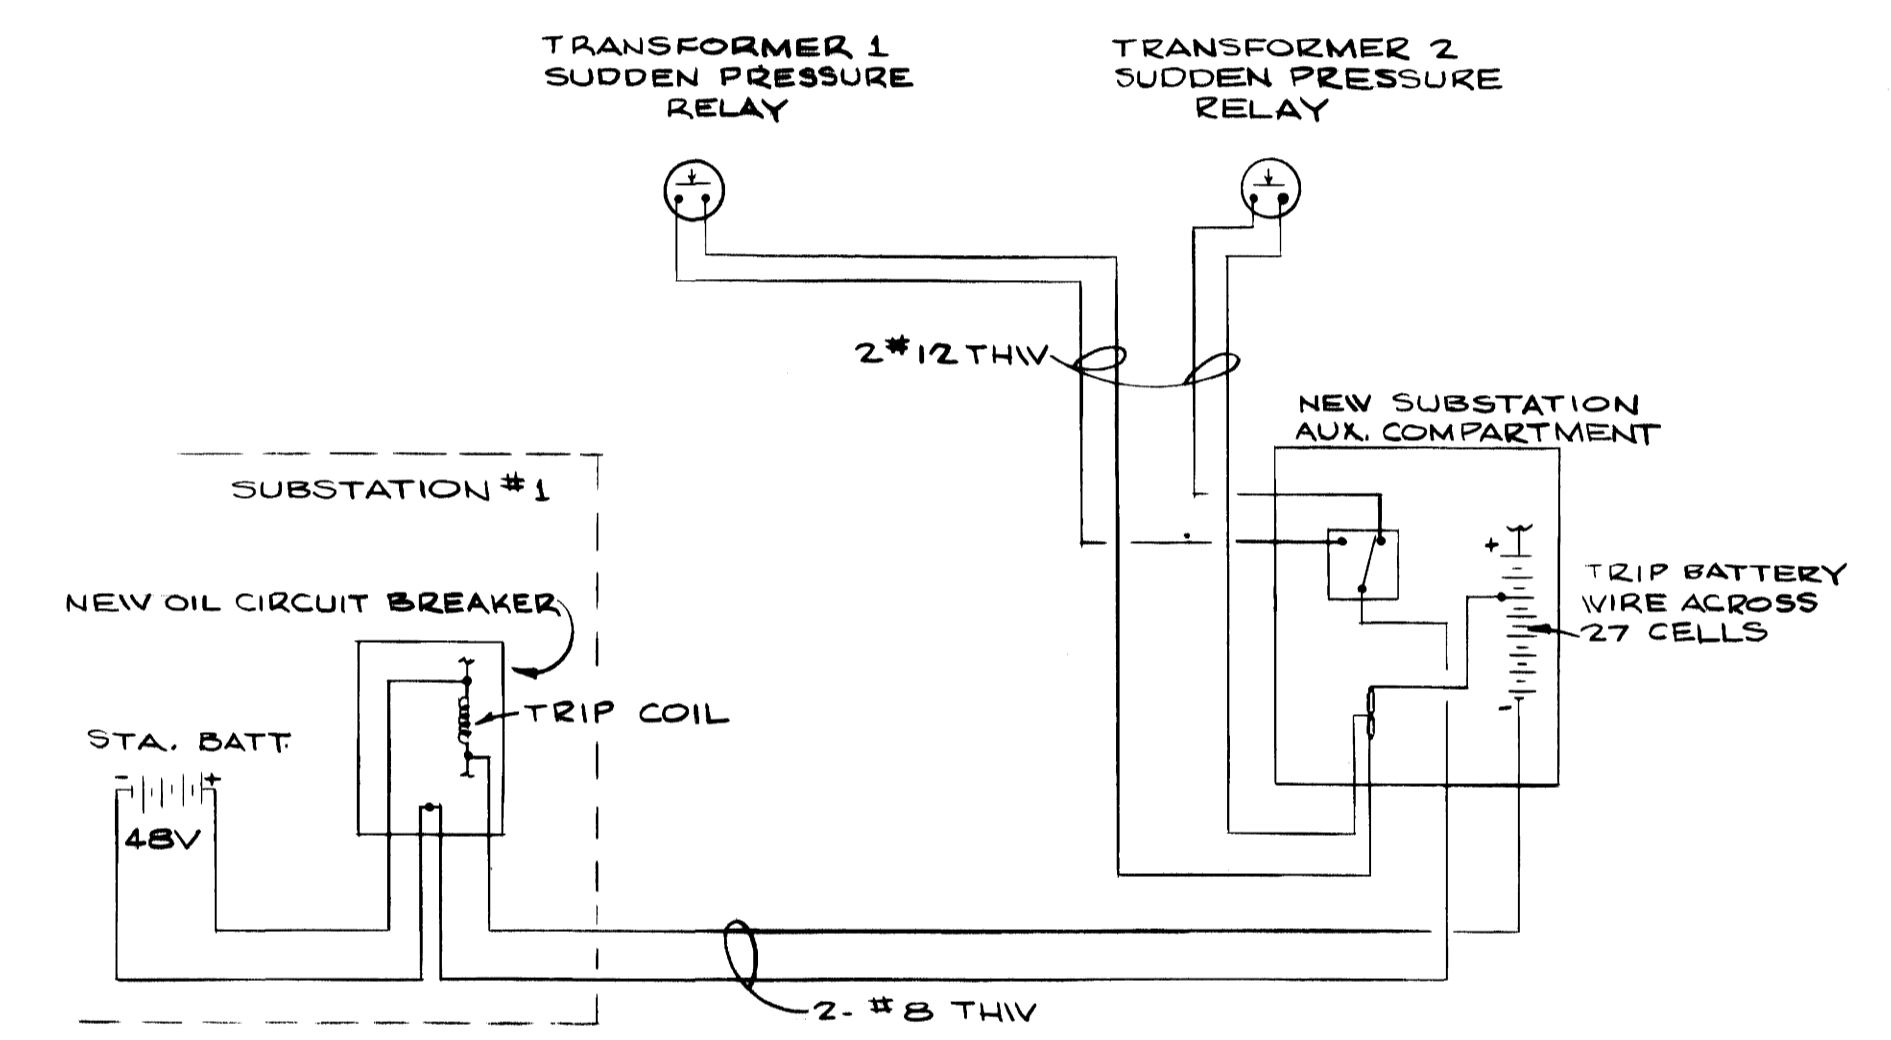 TRANSFORMER 1
SUDDEN PRESSURE
RELAY
TRANSFORMER 2
SUDDEN PRESSURE
RELAY
2#12 THW
NEW SUBSTATION
AUX. COMPARTMENT
SUBSTATION #1
+
TRIP BATTERY
WIRE ACROSS
27 CELLS
-
NEW OIL CIRCUIT BREAKER
TRIP COIL
STA. BATT.
- +
48V
2-#8 THW